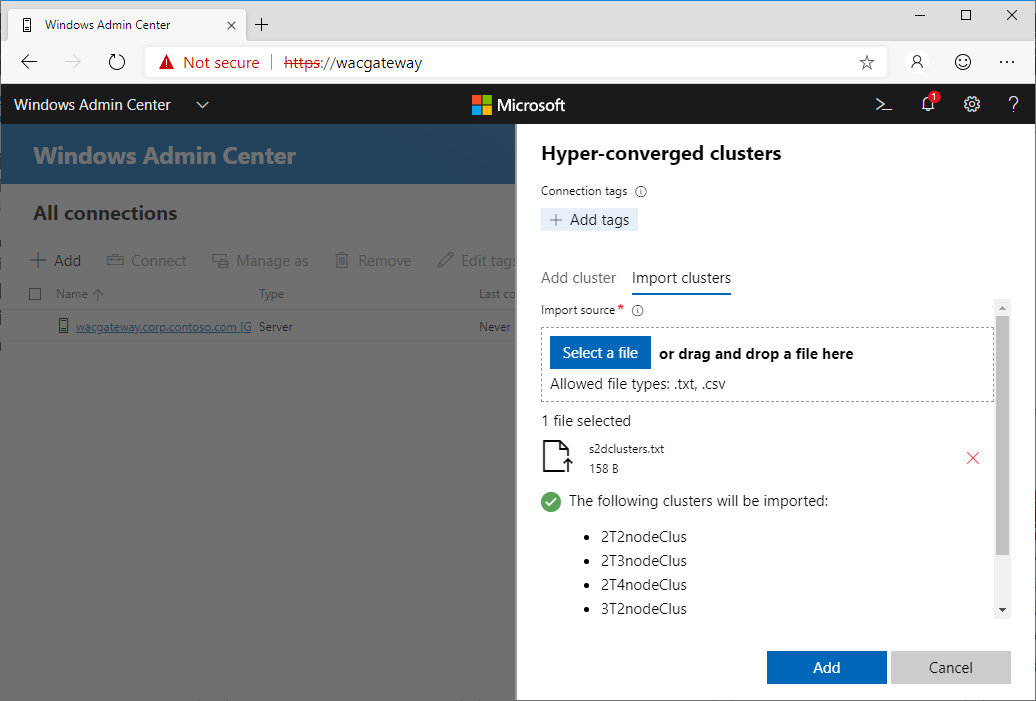 Windows Admin Center
Not secure https://wacgateway
Windows Admin Center
Microsoft
1
?
Windows Admin Center
All connections
Add Connect Manage as Remove Edit tags
Name Type Last co
wacgateway.corp.contoso.com [G Server Never
Hyper-converged clusters
Connection tags
Add tags
Add cluster Import clusters
Import source*
Select a file or drag and drop a file here
Allowed file types: .txt, .csv
1 file selected
s2dclusters.txt
158 B
The following clusters will be imported:
2T2nodeClus
2T3nodeClus
2T4nodeClus
3T2nodeClus
Add Cancel